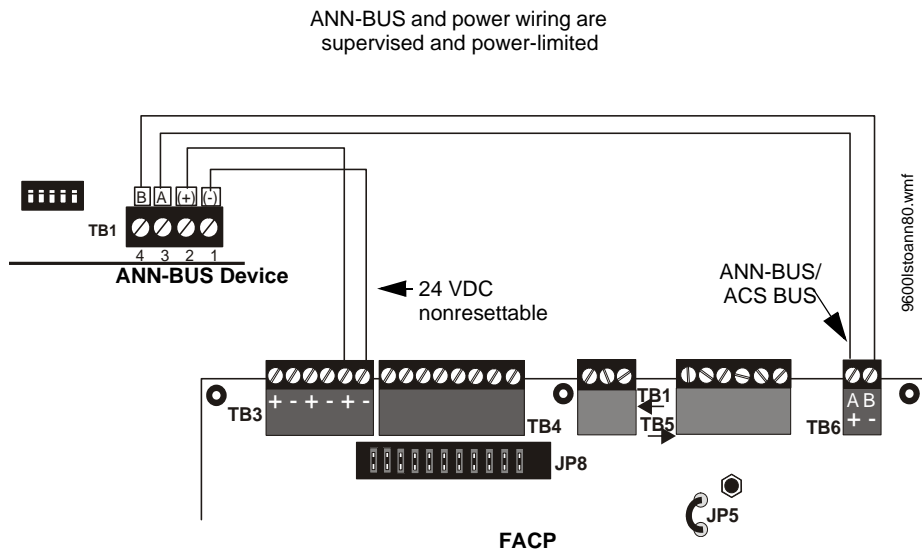 ANN-BUS and power wiring are
supervised and power-limited
B A (+) (-)
TB1
4 3 2 1
ANN-BUS Device
24 VDC
nonresettable
ANN-BUS/
ACS BUS
9600lstoann80.wmf
TB3
+ - + - + -
TB4
TB1
TB5
TB6
A B
+ -
JP8
JP5
FACP